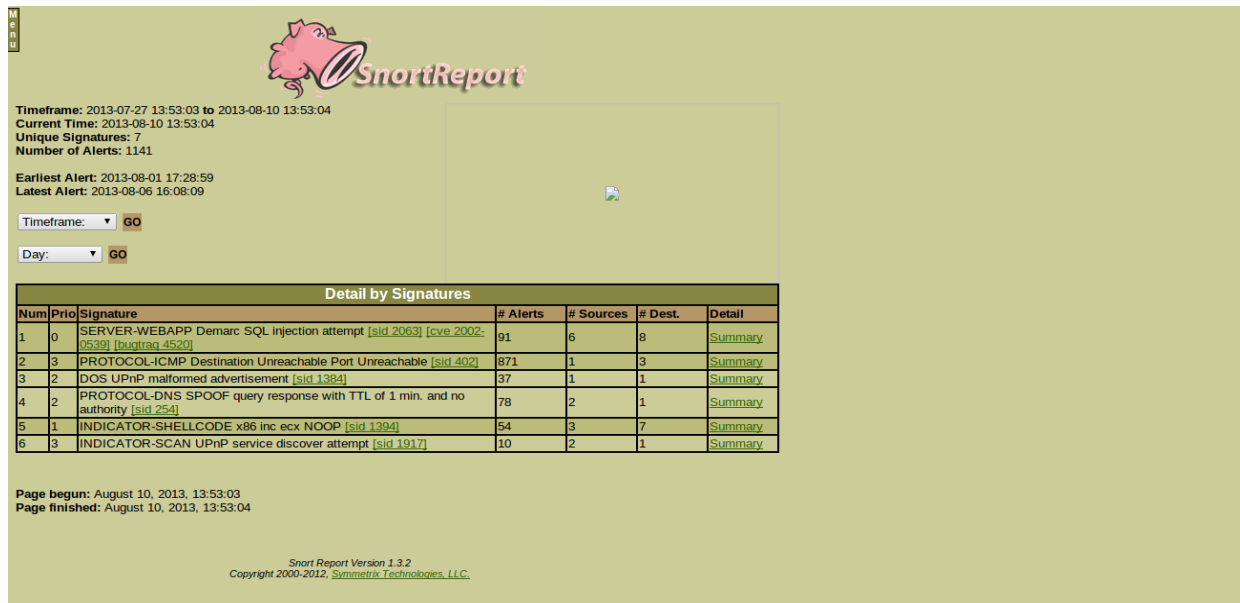 Menu
SnortReport
Timeframe: 2013-07-27 13:53:03 to 2013-08-10 13:53:04
Current Time: 2013-08-10 13:53:04
Unique Signatures: 7
Number of Alerts: 1141
Earliest Alert: 2013-08-01 17:28:59
Latest Alert: 2013-08-06 16:08:09
Timeframe: GO
Day: GO
Detail by Signatures
Num Prio Signature # Alerts # Sources # Dest. Detail
1 0 SERVER-WEBAPP Demarc SQL injection attempt [sid 2063] [cve 2002-
0539] [bugtraq 4520] 91 6 8 Summary
2 3 PROTOCOL-ICMP Destination Unreachable Port Unreachable [sid 402] 871 1 3 Summary
3 2 DOS UPnP malformed advertisement [sid 1384] 37 1 1 Summary
4 2 PROTOCOL-DNS SPOOF query response with TTL of 1 min. and no
authority [sid 254] 78 2 1 Summary
5 1 INDICATOR-SHELLCODE x86 inc ecx NOOP [sid 1394] 54 3 7 Summary
6 3 INDICATOR-SCAN UPnP service discover attempt [sid 1917] 10 2 1 Summary
Page begun: August 10, 2013, 13:53:03
Page finished: August 10, 2013, 13:53:04
Snort Report Version 1.3.2
Copyright 2000-2012, Symmetrix Technologies, LLC.